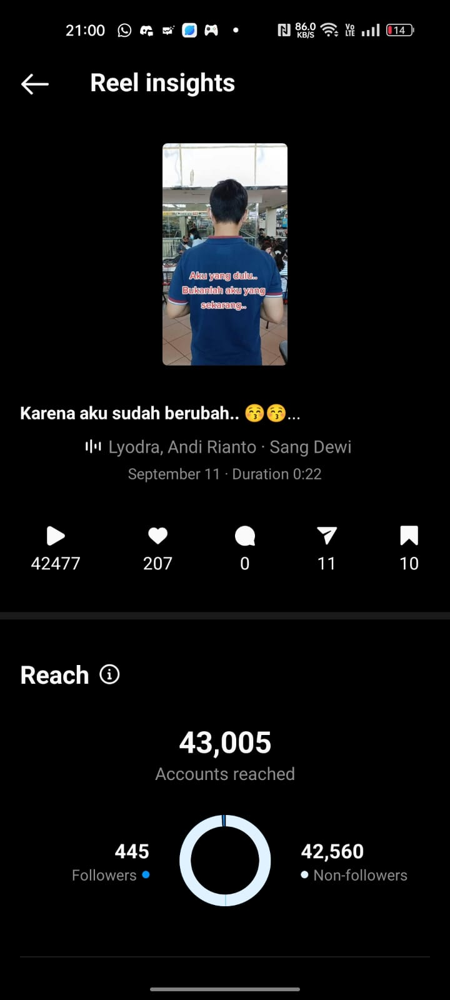 21:00
86.0
KB/S
Vo
LTE
14
Reel insights
Aku yang dulu..
Bukanlah aku yang
sekarang..
Karena aku sudah berubah.. 😚😚...
Lyodra, Andi Rianto · Sang Dewi
September 11 · Duration 0:22
42477 207 0 11 10
Reach
43,005
Accounts reached
445
Followers
42,560
Non-followers